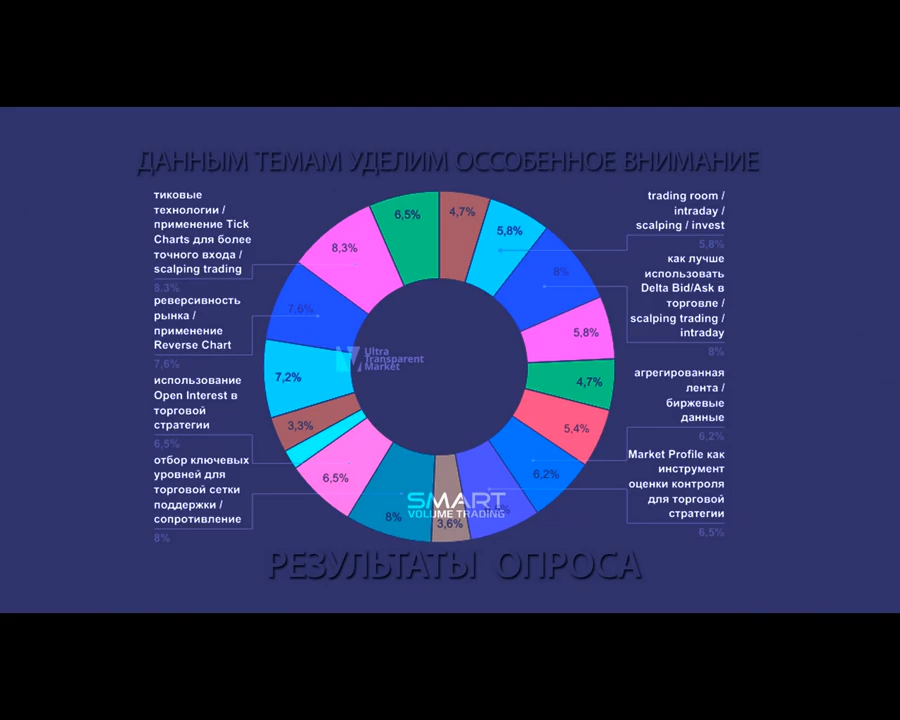 ДАННЫМ ТЕМАМ УДЕЛИМ ОССОБЕННОЕ ВНИМАНИЕ
тиковые
технологии /
применение Tick
Charts для более
точного входа /
scalping trading
8.3%
реверсивность
рынка /
применение
Reverse Chart
7,6%
использование
Open Interest в
торговой
стратегии
6,5%
отбор ключевых
уровней для
торговой сетки
поддержки /
сопротивление
8%
6,5%
4,7%
5,8%
8%
5,8%
4,7%
5,4%
6,2%
3,6%
8%
6,5%
3,3%
7,2%
7,6%
8,3%
Ultra
Transparent
Market
SMART
VOLUME TRADING
trading room /
intraday /
scalping / invest
5,8%
как лучше
использовать
Delta Bid/Ask в
торговле /
scalping trading /
intraday
8%
агрегированная
лента /
биржевые
данные
6,2%
Market Profile как
инструмент
оценки контроля
для торговой
стратегии
6,5%
РЕЗУЛЬТАТЫ ОПРОСА